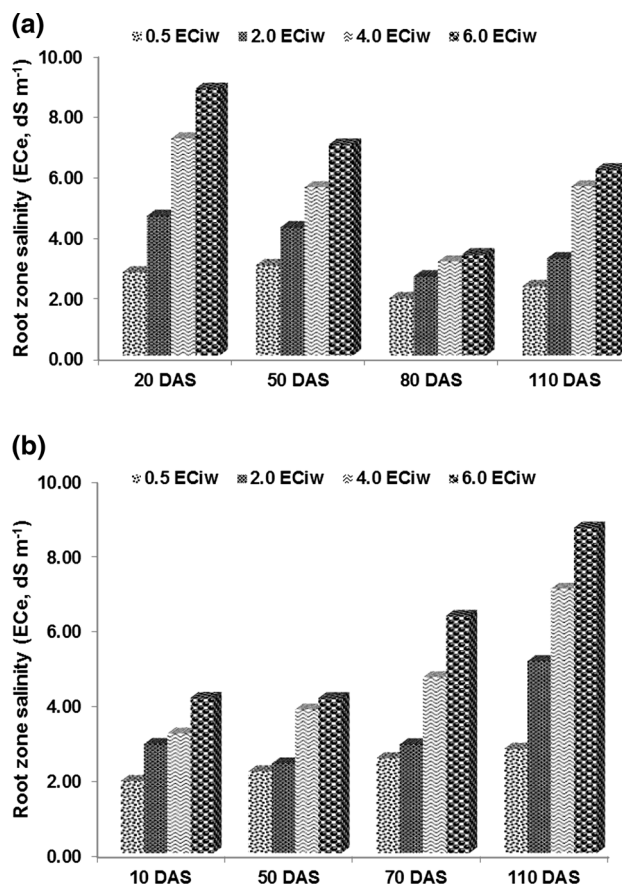 (a)
0.5 ECiw 2.0 ECiw 4.0 ECiw 6.0 ECiw
Root zone salinity (ECe, dS m⁻¹)
10.00
8.00
6.00
4.00
2.00
0.00
20 DAS 50 DAS 80 DAS 110 DAS
(b)
0.5 ECiw 2.0 ECiw 4.0 ECiw 6.0 ECiw
Root zone salinity (ECe, dS m⁻¹)
10.00
8.00
6.00
4.00
2.00
0.00
10 DAS 50 DAS 70 DAS 110 DAS